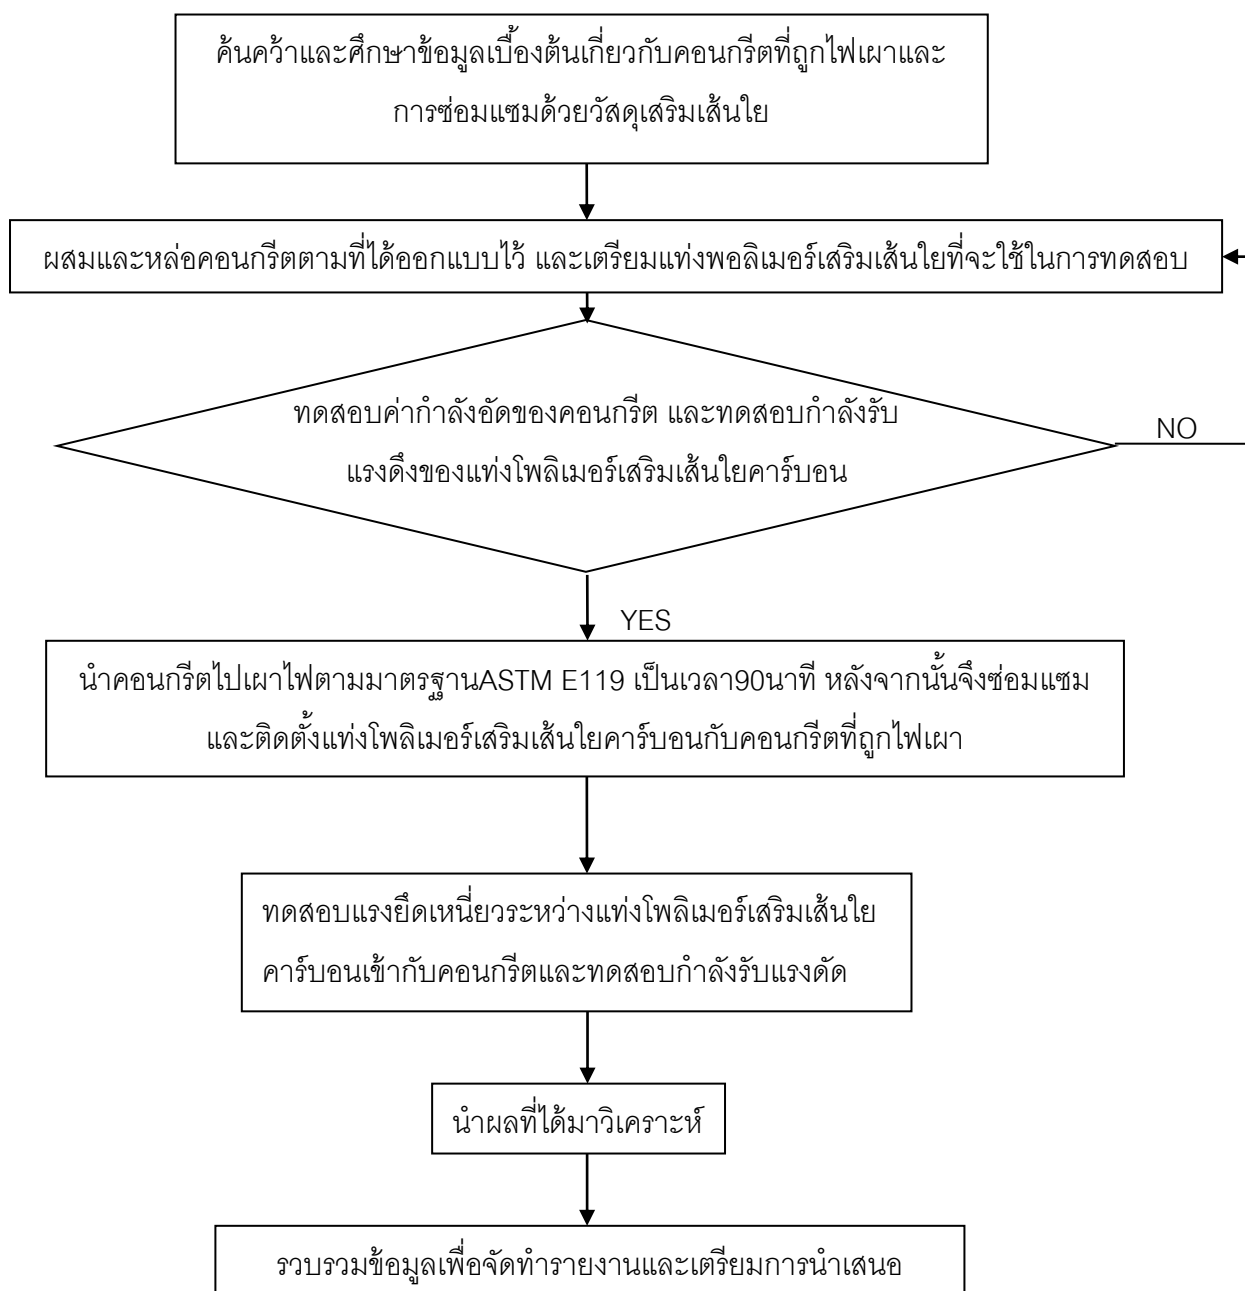 ค้นคว้าและศึกษาข้อมูลเบื้องต้นเกี่ยวกับคอนกรีตที่ถูกไฟเผาและ
การซ่อมแซมด้วยวัสดุเสริมเส้นใย
ผสมและหล่อคอนกรีตตามที่ได้ออกแบบไว้ และเตรียมแท่งพอลิเมอร์เสริมเส้นใยที่จะใช้ในการทดสอบ
ทดสอบค่ากำลังอัดของคอนกรีต และทดสอบกำลังรับ
แรงดึงของแท่งโพลิเมอร์เสริมเส้นใยคาร์บอน
NO
YES
นำคอนกรีตไปเผาไฟตามมาตรฐานASTM E119 เป็นเวลา90นาที หลังจากนั้นจึงซ่อมแซม
และติดตั้งแท่งโพลิเมอร์เสริมเส้นใยคาร์บอนกับคอนกรีตที่ถูกไฟเผา
ทดสอบแรงยึดเหนี่ยวระหว่างแท่งโพลิเมอร์เสริมเส้นใย
คาร์บอนเข้ากับคอนกรีตและทดสอบกำลังรับแรงดัด
นำผลที่ได้มาวิเคราะห์
รวบรวมข้อมูลเพื่อจัดทำรายงานและเตรียมการนำเสนอ